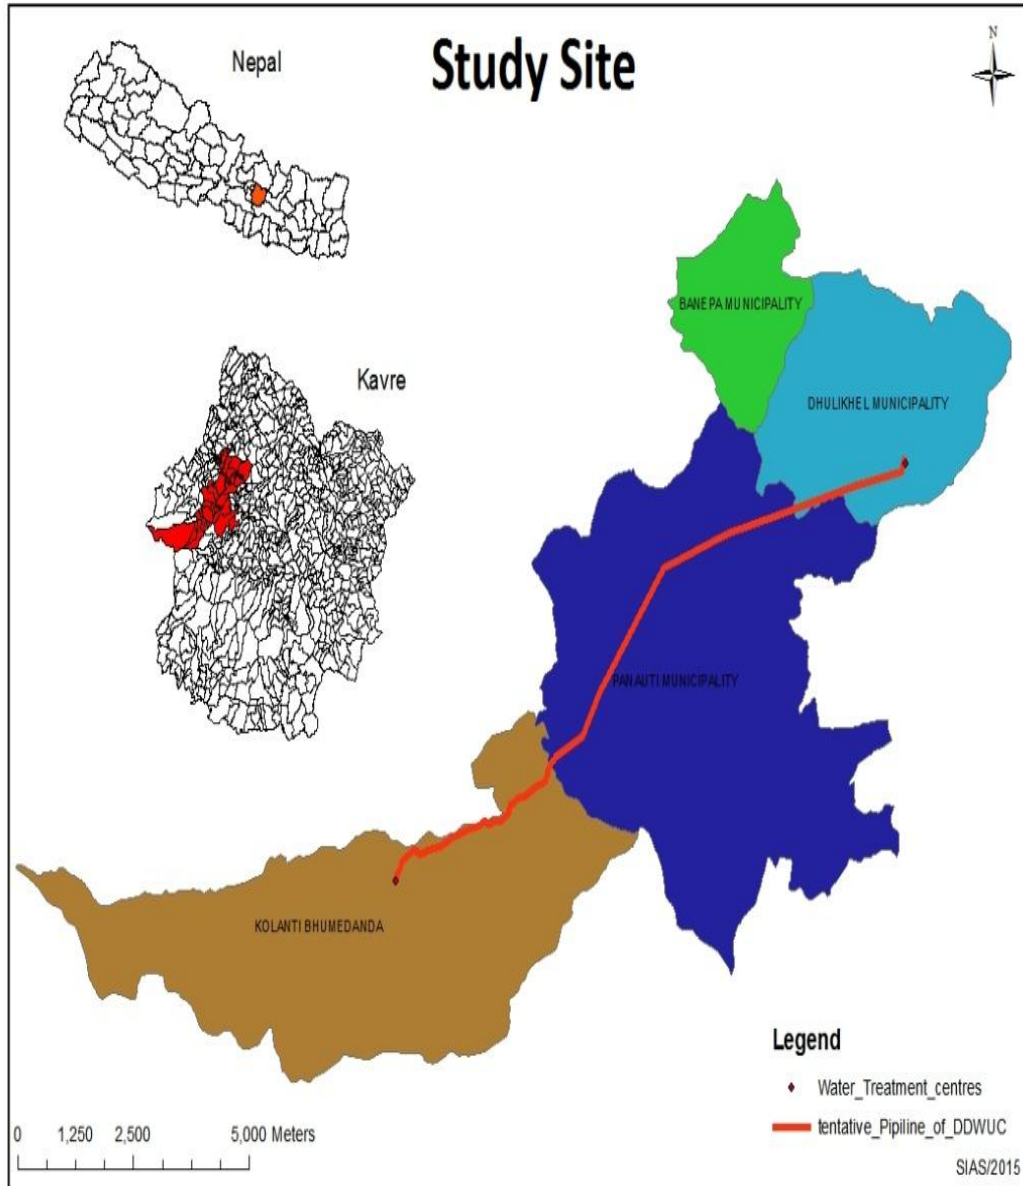 Study Site
N
Nepal
BANEPA MUNICIPALITY
Kavre
DHULIKHEL MUNICIPALITY
PANAUTI MUNICIPALITY
KOLANTI BHUMEDANDA
Legend
Water_Treatment_centres
tentative_Pipiline_of_DDWUC
0 1,250 2,500 5,000 Meters
SIAS/2015